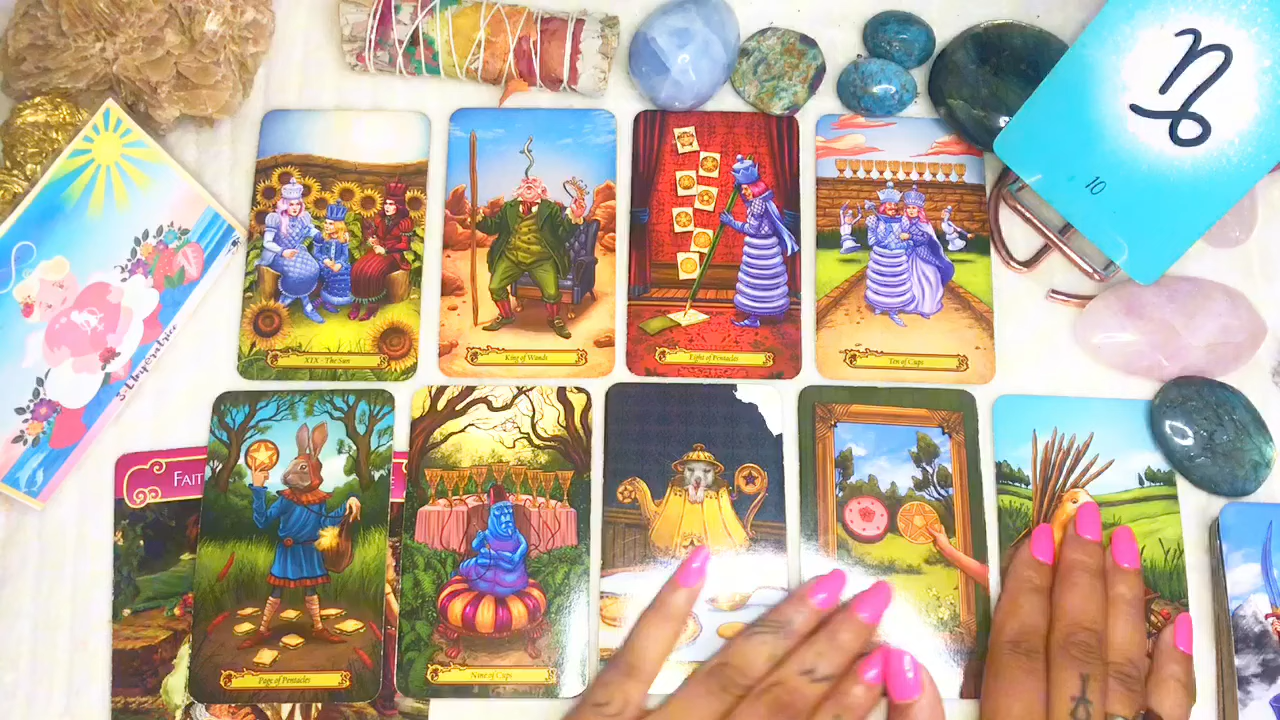 10
XIX - The Sun
King of Wands
Eight of Pentacles
Ten of Cups
FAIT
Page of Pentacles
Nine of Cups